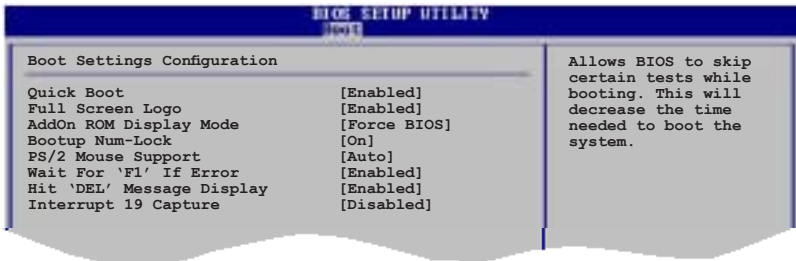 BIOS SETUP UTILITY
Boot
Boot Settings Configuration
Quick Boot [Enabled]
Full Screen Logo [Enabled]
AddOn ROM Display Mode [Force BIOS]
Bootup Num-Lock [On]
PS/2 Mouse Support [Auto]
Wait For ‘F1’ If Error [Enabled]
Hit ‘DEL’ Message Display [Enabled]
Interrupt 19 Capture [Disabled]
Allows BIOS to skip
certain tests while
booting. This will
decrease the time
needed to boot the
system.